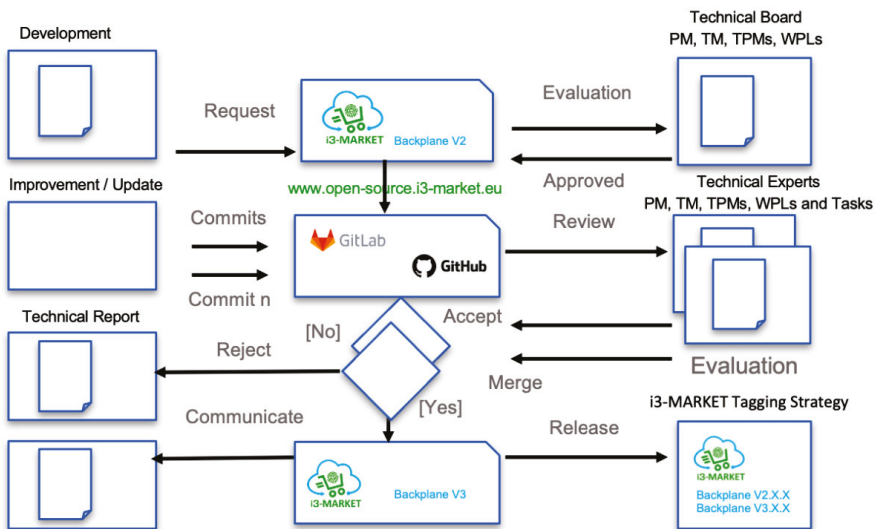 Development
Technical Board
PM, TM, TPMs, WPLs
Request
Evaluation
i3-MARKET
Backplane V2
Approved
www.open-source.i3-market.eu
Improvement / Update
Technical Experts
PM, TM, TPMs, WPLs and Tasks
Commits
GitLab
GitHub
Review
Commit n
Technical Report
[No]
Accept
Reject
Evaluation
Merge
[Yes]
Communicate
i3-MARKET Tagging Strategy
Release
i3-MARKET
Backplane V3
i3-MARKET
Backplane V2.X.X
Backplane V3.X.X